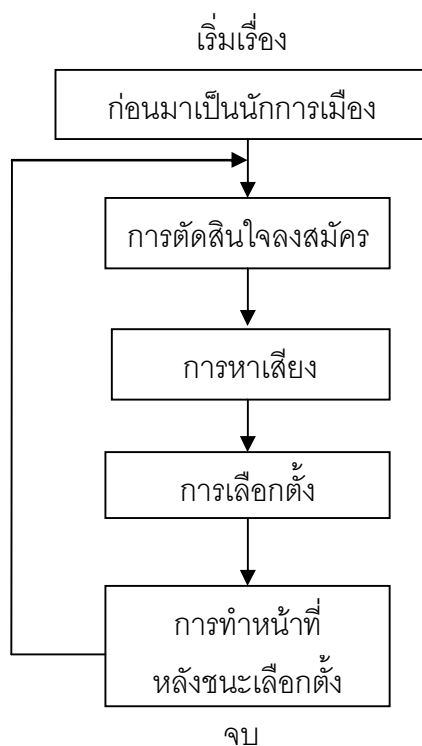 เริ่มเรื่อง
ก่อนมาเป็นนักการเมือง
การตัดสินใจลงสมัคร
การหาเสียง
การเลือกตั้ง
การทำหน้าที่
หลังชนะเลือกตั้ง
จบ